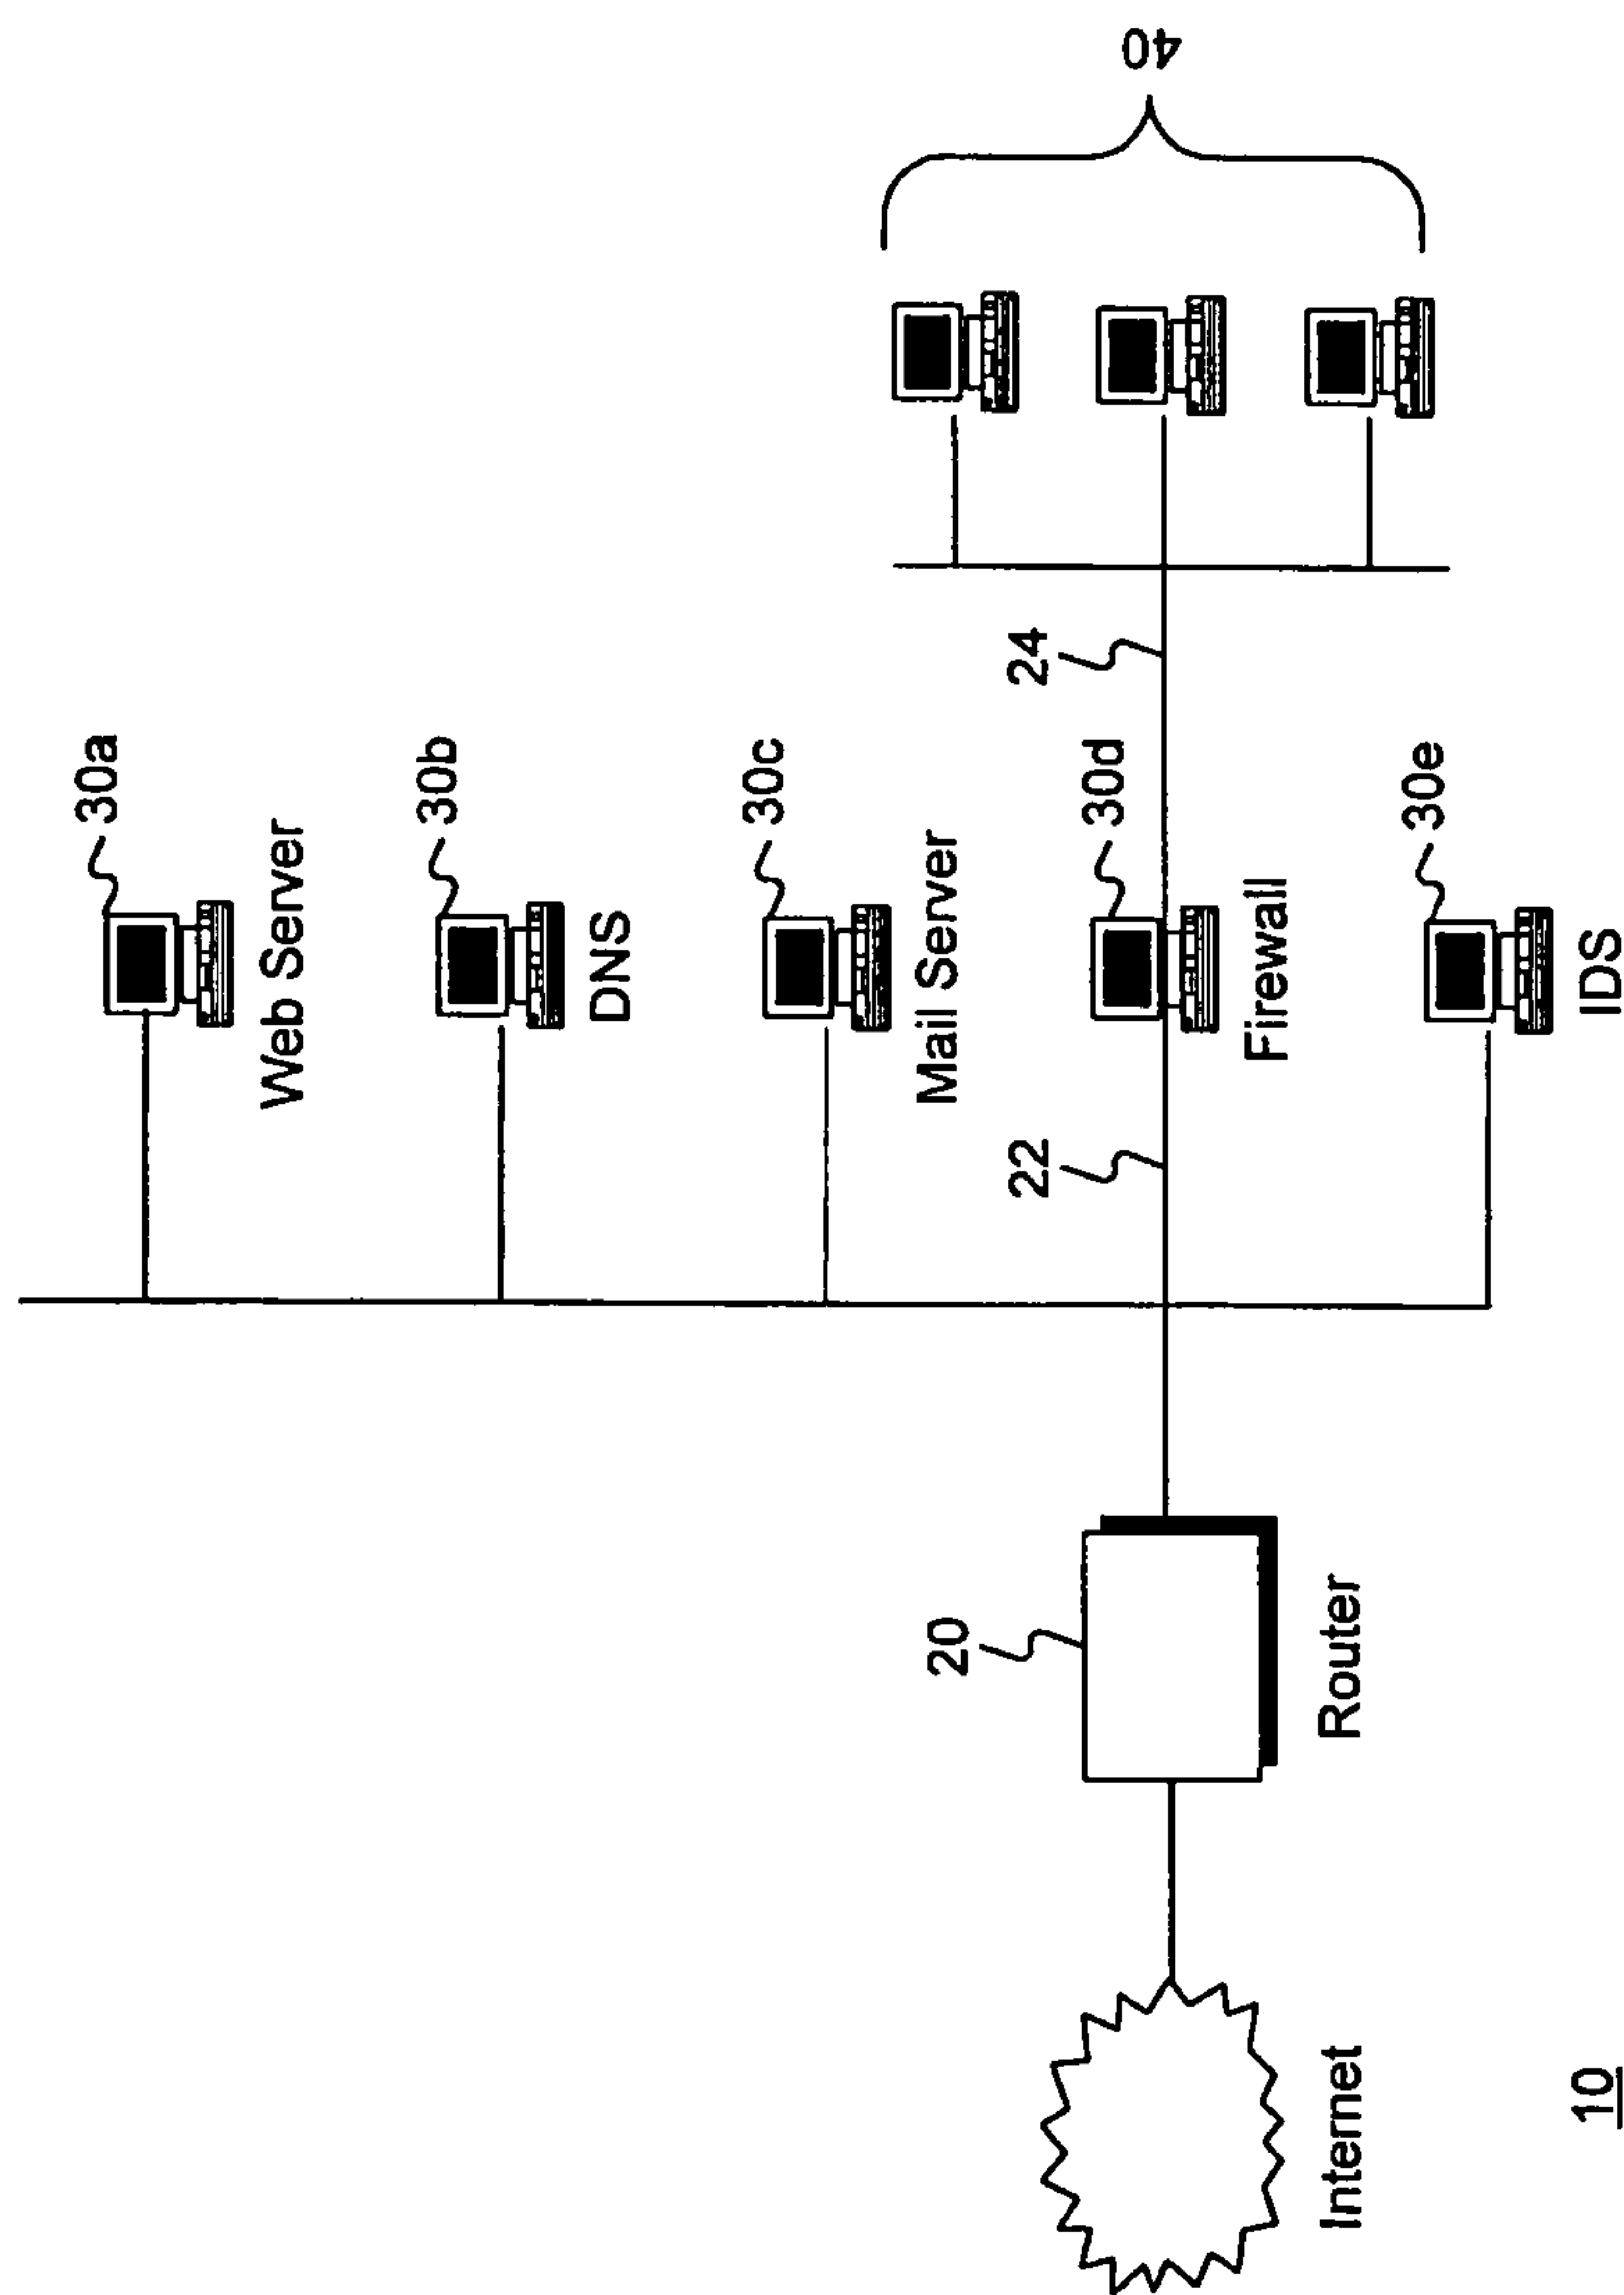 30a
Web Server
30b
DNS
30c
Mail Server
22
24
30d
Firewall
30e
IDS
40
20
Router
Internet
10